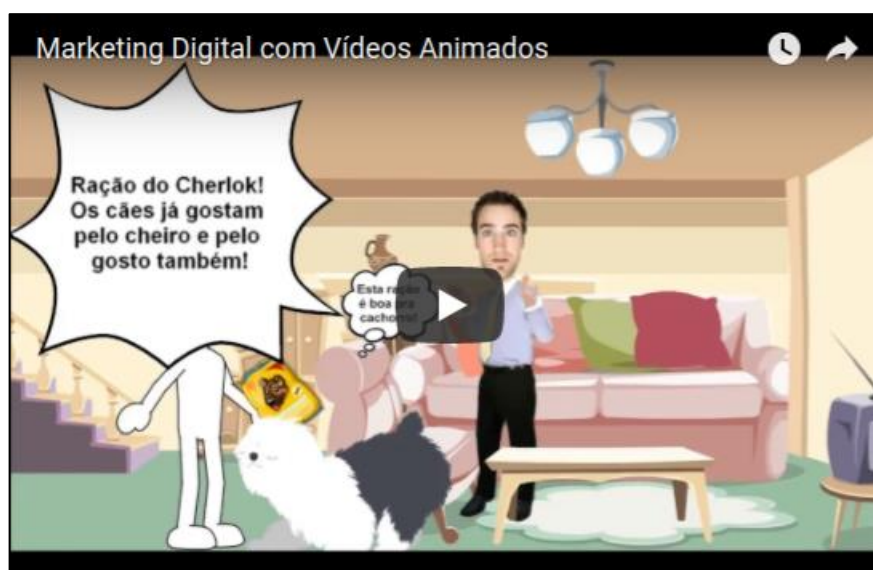 Marketing Digital com Vídeos Animados
Ração do Cherlok!
Os cães já gostam
pelo cheiro e pelo
gosto também!
Esta
é boa